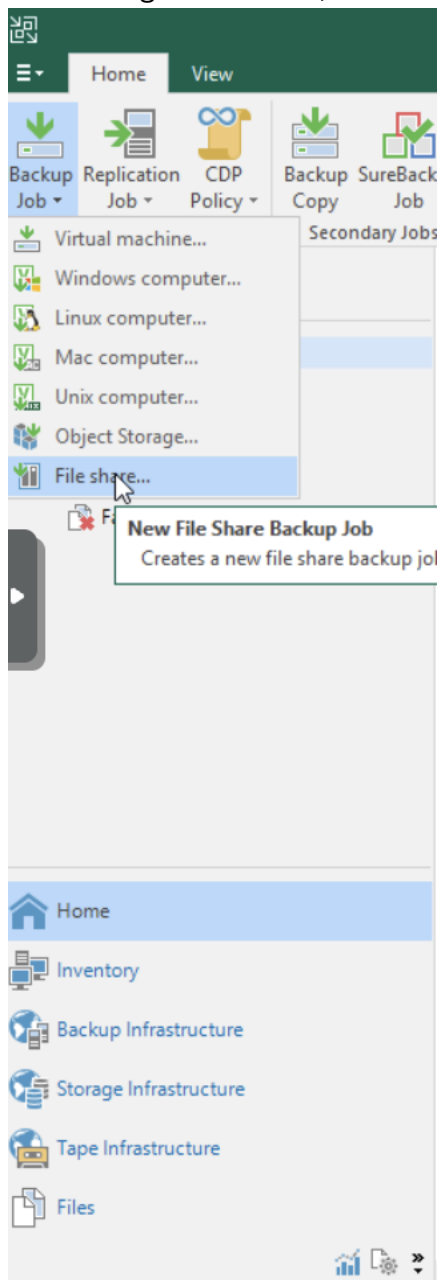 Home View
Backup Job
Replication Job
CDP Policy
Backup Copy
Job
Secondary Jobs
Virtual machine...
Windows computer...
Linux computer...
Mac computer...
Unix computer...
Object Storage...
File share...
New File Share Backup Job
Creates a new file share backup
Home
Inventory
Backup Infrastructure
Storage Infrastructure
Tape Infrastructure
Files